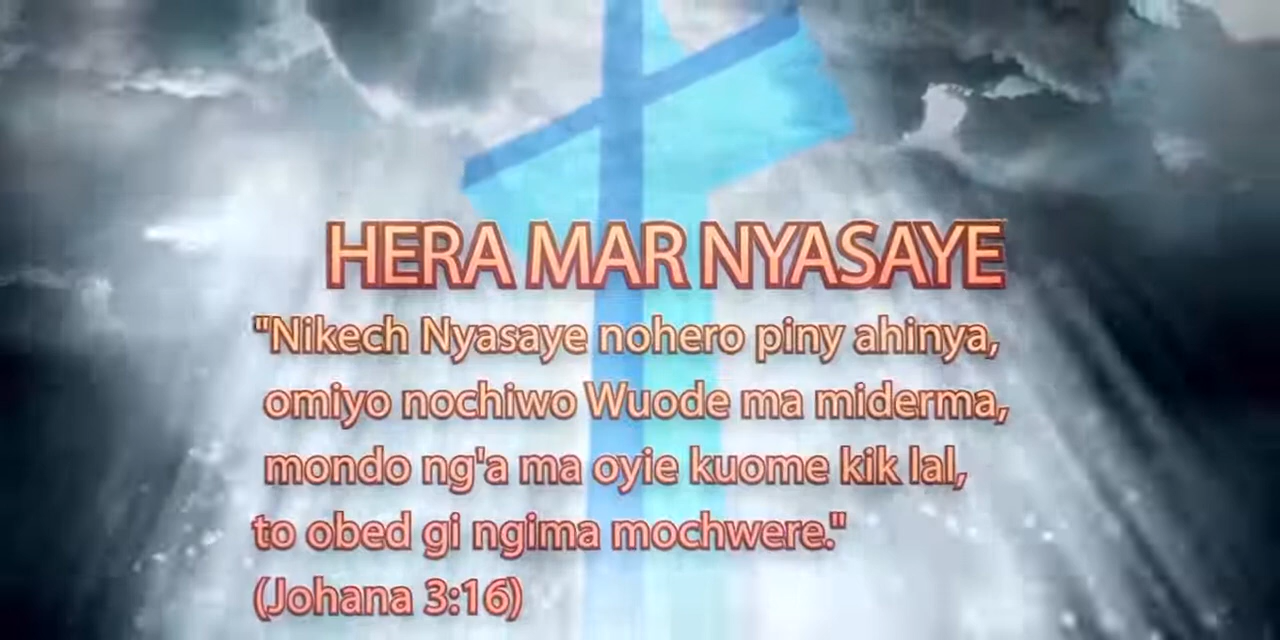 HERA MAR NYASAYE
"Nikech Nyasaye nohero piny ahinya,
omiyo nochiwo Wuode ma miderma,
mondo ng'a ma oyie kuome kik lal,
to obed gi ngima mochwere."
(Johana 3:16)